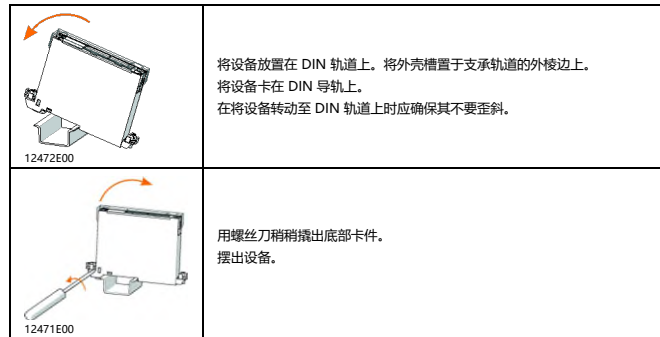 将设备放置在 DIN 轨道上。将外壳槽置于支承轨道的外棱边上。
将设备卡在 DIN 导轨上。
在将设备转动至 DIN 轨道上时应确保其不要歪斜。
12472E00
用螺丝刀稍稍撬出底部卡件。
摆出设备。
12471E00